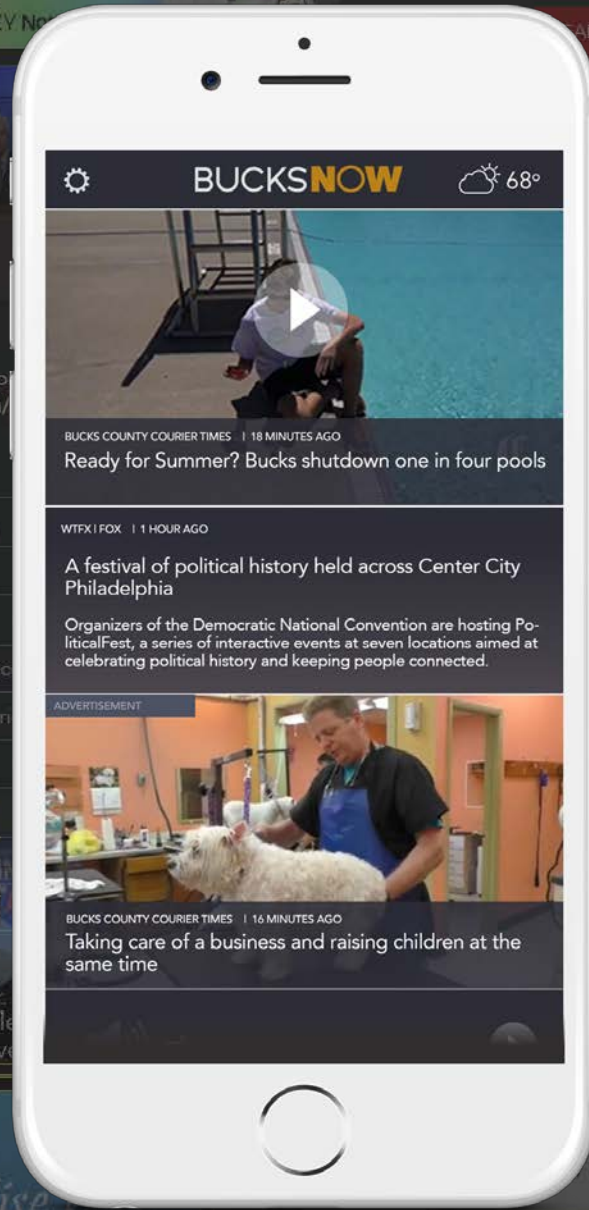 BUCKSNOW
68°
BUCKS COUNTY COURIER TIMES | 18 MINUTES AGO
Ready for Summer? Bucks shutdown one in four pools
WTFX | FOX | 1 HOUR AGO
A festival of political history held across Center City
Philadelphia
Organizers of the Democratic National Convention are hosting Po-
liticalFest, a series of interactive events at seven locations aimed at
celebrating political history and keeping people connected.
ADVERTISEMENT
BUCKS COUNTY COURIER TIMES | 16 MINUTES AGO
Taking care of a business and raising children at the
same time